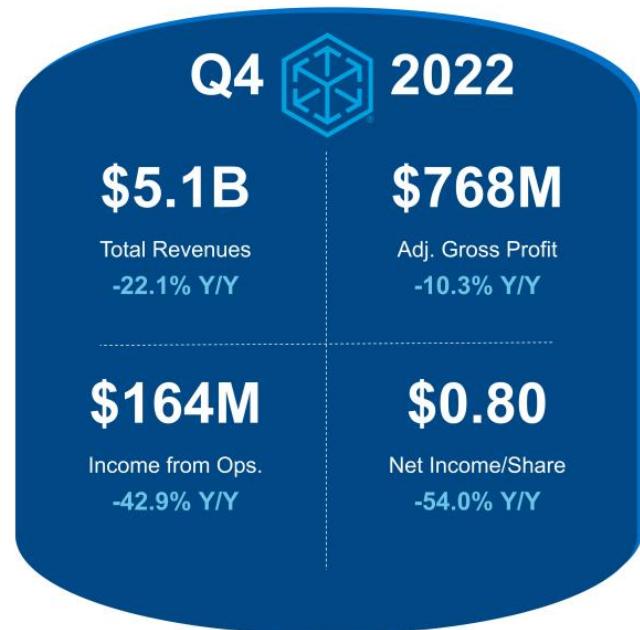 Q4 2022
$5.1B
Total Revenues
-22.1% Y/Y
$768M
Adj. Gross Profit
-10.3% Y/Y
$164M
Income from Ops.
-42.9% Y/Y
$0.80
Net Income/Share
-54.0% Y/Y